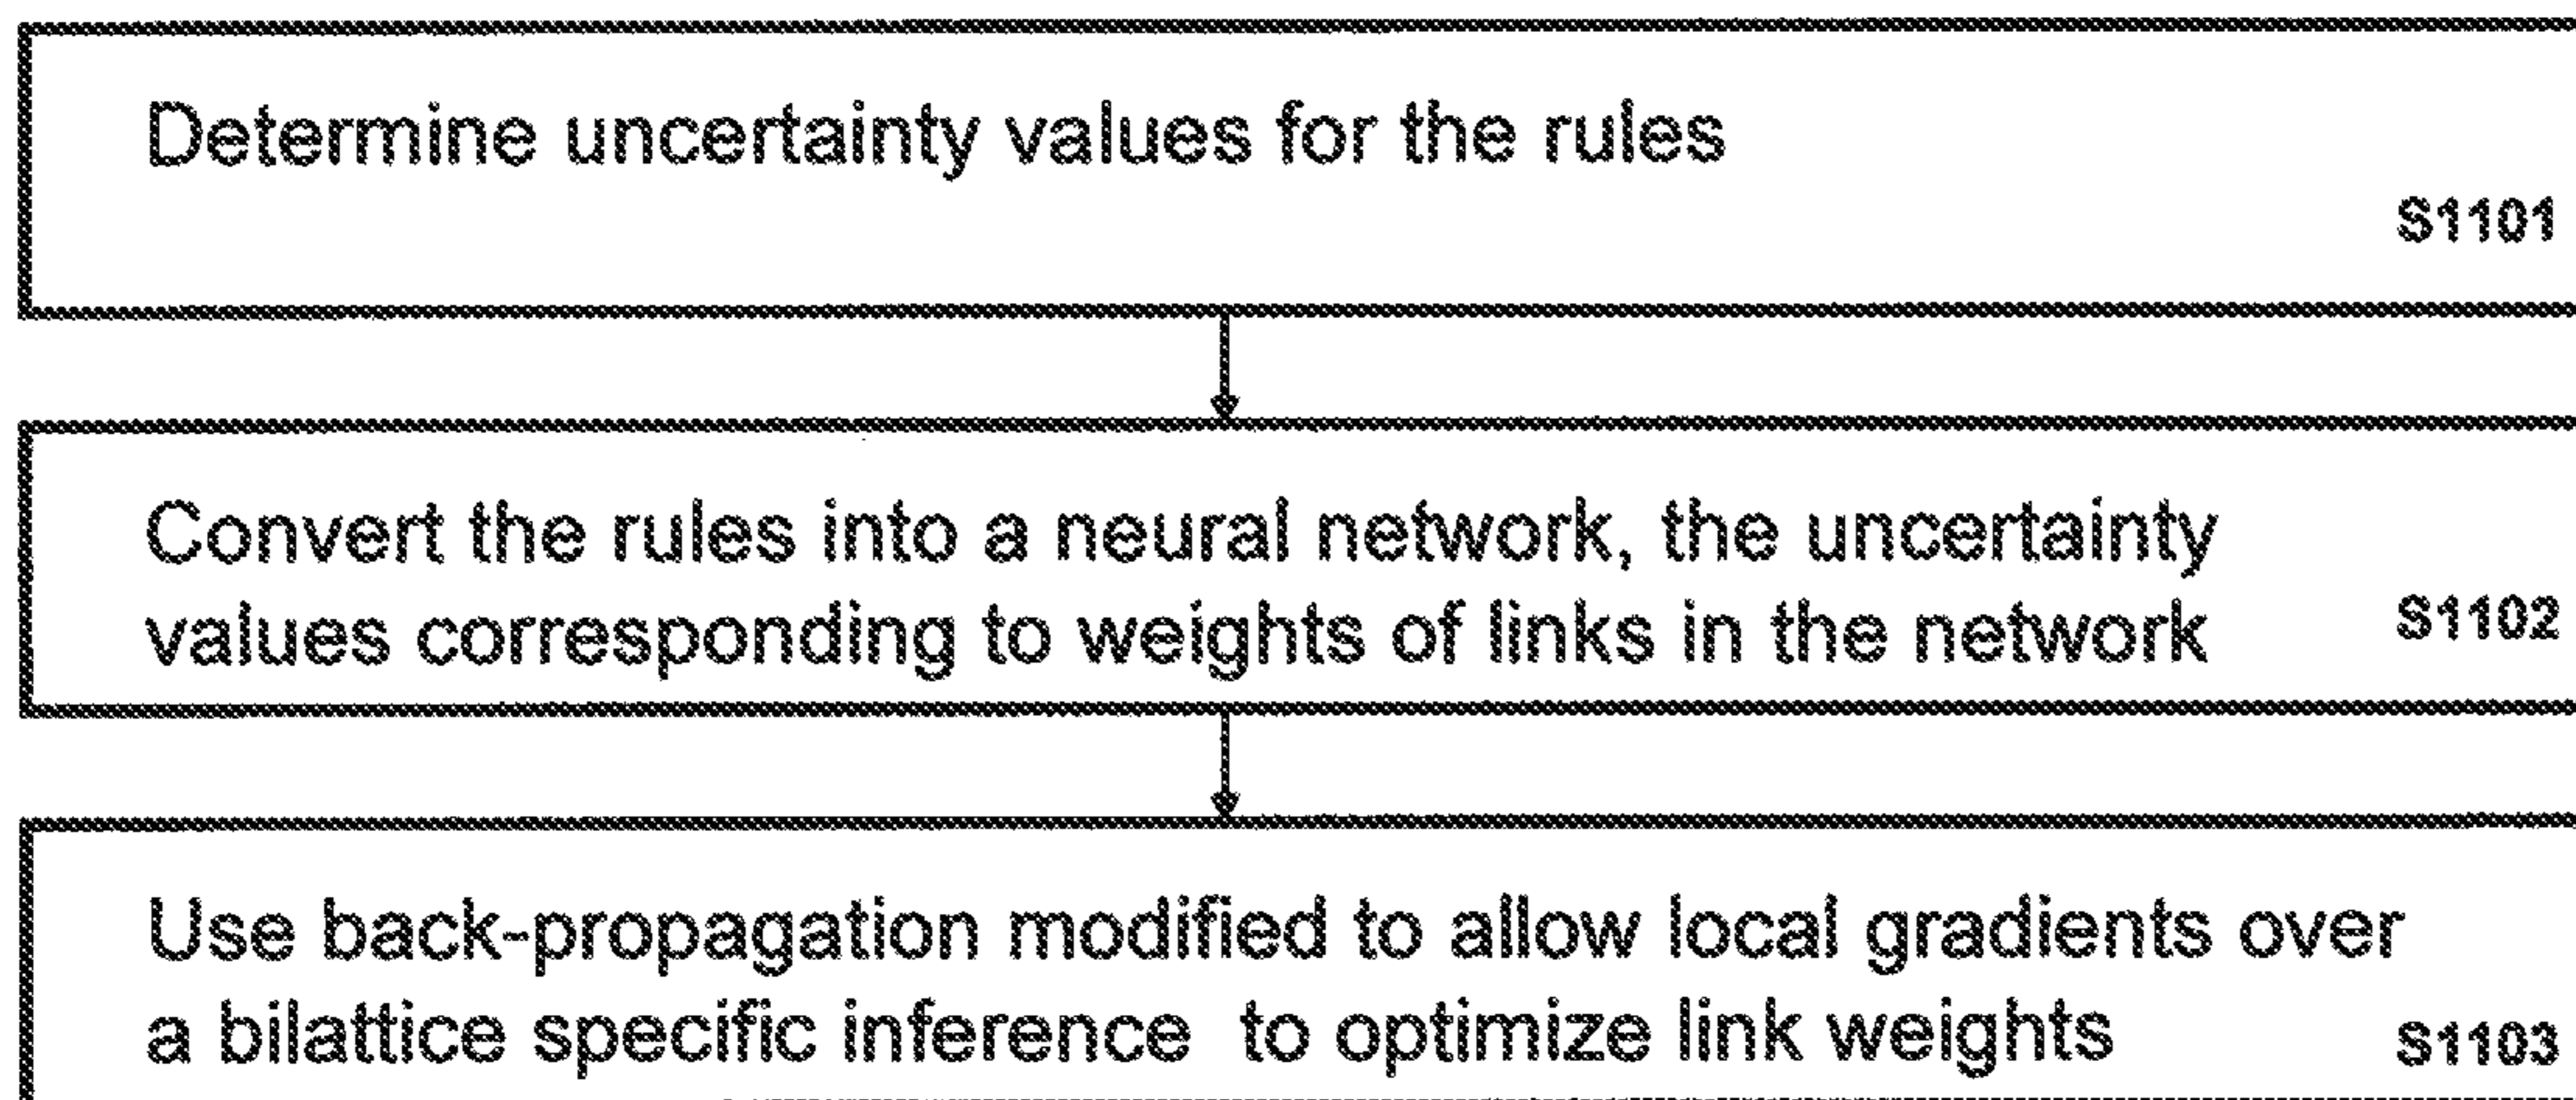 Determine uncertainty values for the rules
S1101
Convert the rules into a neural network, the uncertainty
values corresponding to weights of links in the network
S1102
Use back-propagation modified to allow local gradients over
a bilattice specific inference to optimize link weights
S1103